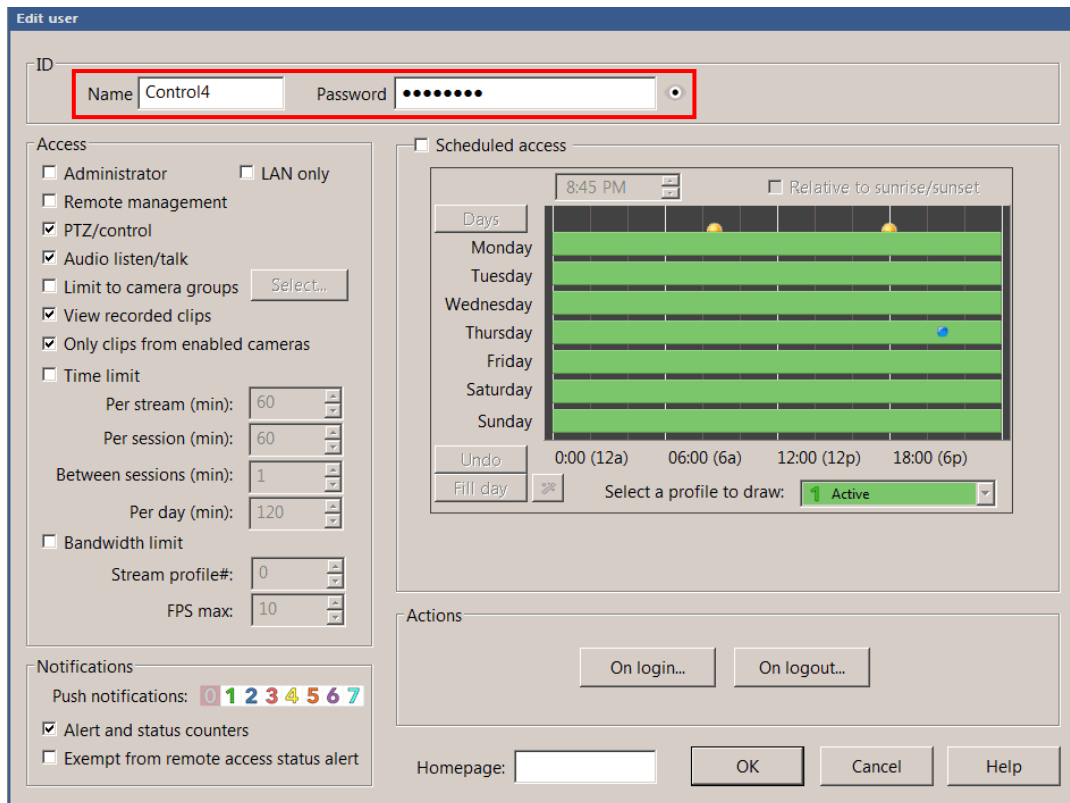 Edit user
ID
Name Control4 Password ••••••••
Access
Administrator LAN only
Remote management
PTZ/control
Audio listen/talk
Limit to camera groups Select...
View recorded clips
Only clips from enabled cameras
Time limit
Per stream (min): 60
Per session (min): 60
Between sessions (min): 1
Per day (min): 120
Bandwidth limit
Stream profile#: 0
FPS max: 10
Scheduled access
8:45 PM Relative to sunrise/sunset
Days
Monday
Tuesday
Wednesday
Thursday
Friday
Saturday
Sunday
Undo 0:00 (12a) 06:00 (6a) 12:00 (12p) 18:00 (6p)
Fill day Select a profile to draw: 1 Active
Actions
On login... On logout...
Notifications
Push notifications: 0 1 2 3 4 5 6 7
Alert and status counters
Exempt from remote access status alert
Homepage: OK Cancel Help